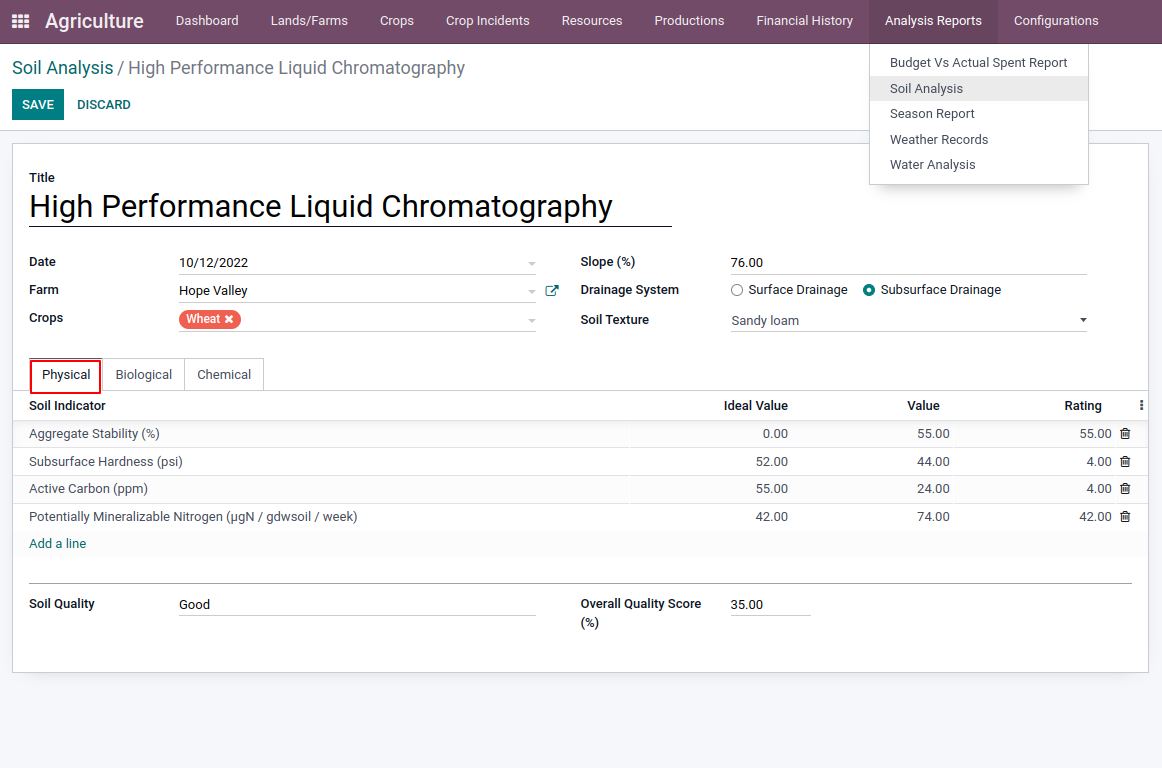 Agriculture Dashboard Lands/Farms Crops Crop Incidents Resources Productions Financial History Analysis Reports Configurations
Budget Vs Actual Spent Report
Soil Analysis
Season Report
Weather Records
Water Analysis
Soil Analysis / High Performance Liquid Chromatography
SAVE DISCARD
Title
High Performance Liquid Chromatography
Date 10/12/2022 Slope (%) 76.00
Farm Hope Valley Drainage System Surface Drainage Subsurface Drainage
Crops Wheat Soil Texture Sandy loam
Physical Biological Chemical
Soil Indicator Ideal Value Value Rating
Aggregate Stability (%) 0.00 55.00 55.00
Subsurface Hardness (psi) 52.00 44.00 4.00
Active Carbon (ppm) 55.00 24.00 4.00
Potentially Mineralizable Nitrogen (µgN / gdwsoil / week) 42.00 74.00 42.00
Add a line
Soil Quality Good Overall Quality Score 35.00
(%)